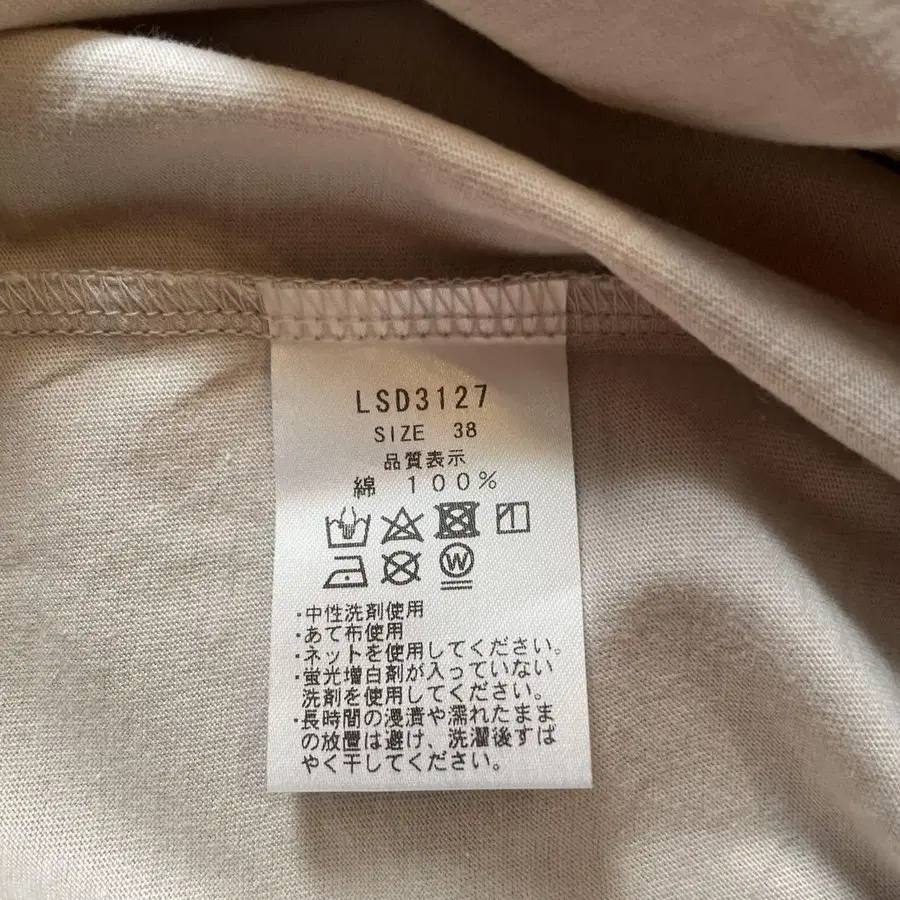 LSD3127
SIZE 38
品質表示
綿 100%
W
・中性洗剤使用
・あて布使用
・ネットを使用してください。
・蛍光増白剤が入っていない
洗剤を使用してください。
・長時間の浸漬や濡れたまま
の放置は避け、洗濯後すば
やく干してください。